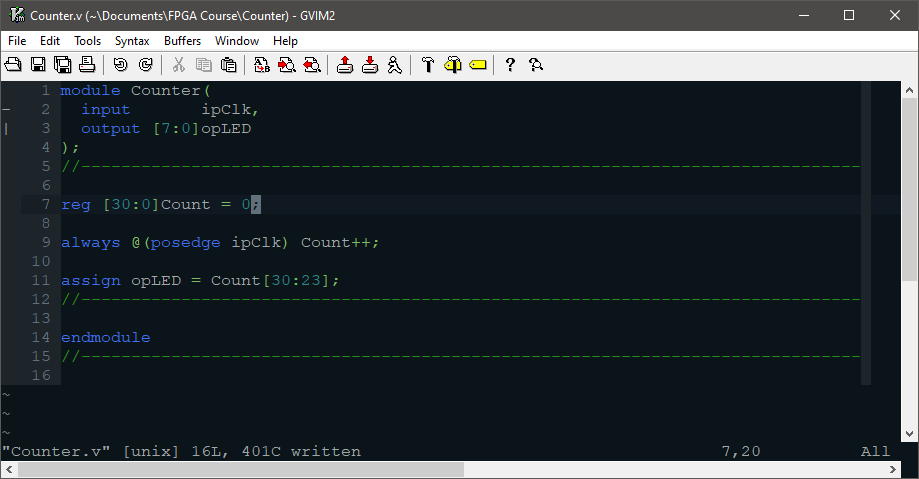 Counter.v (~\Documents\FPGA Course\Counter) - GVIM2
File Edit Tools Syntax Buffers Window Help
1 module Counter(
2   input       ipClk,
3   output [7:0]opLED
4 );
5 //------------------------------------------------------------------------------
6
7 reg [30:0]Count = 0;
8
9 always @(posedge ipClk) Count++;
10
11 assign opLED = Count[30:23];
12 //------------------------------------------------------------------------------
13
14 endmodule
15 //------------------------------------------------------------------------------
16
~
~
~
"Counter.v" [unix] 16L, 401C written 7,20 All